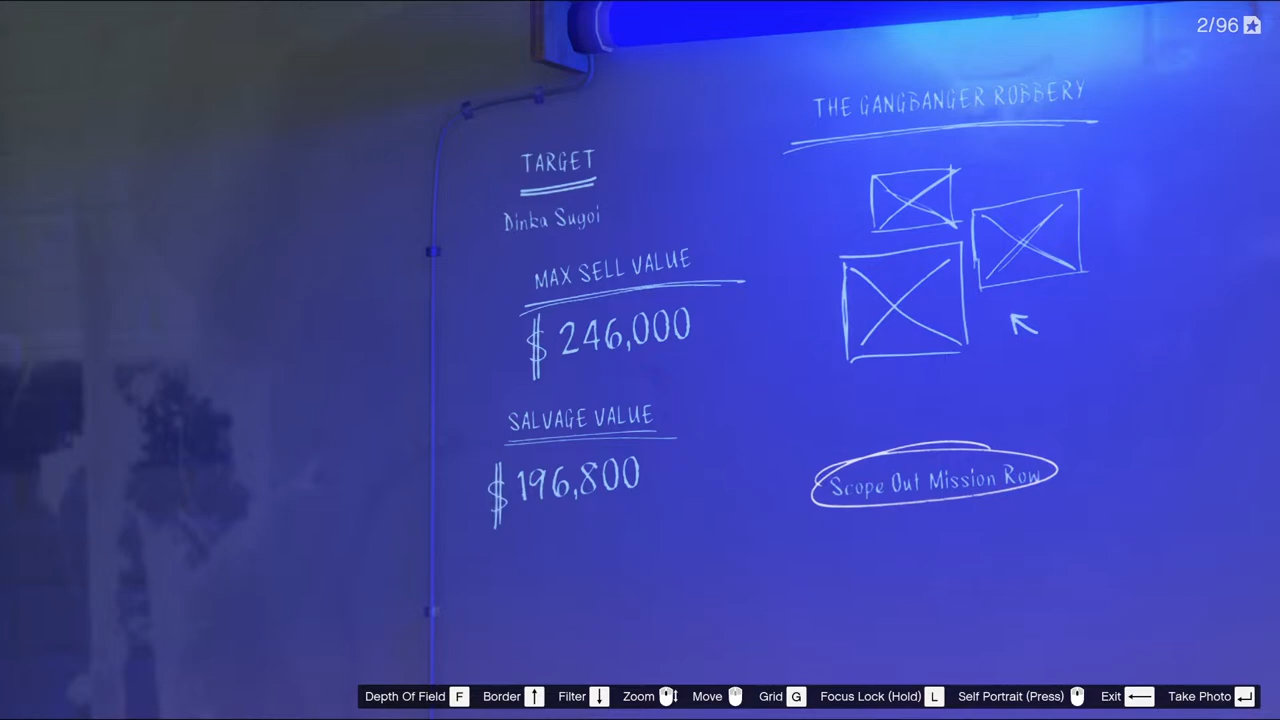 2/96
THE GANGBANGER ROBBERY
TARGET
Dinka Sugoi
MAX SELL VALUE
$ 246,000
SALVAGE VALUE
$ 196,800
Scope Out Mission Row
Depth Of Field F Border ↑ Filter ↓ Zoom Move Grid G Focus Lock (Hold) L Self Portrait (Press) Exit Take Photo